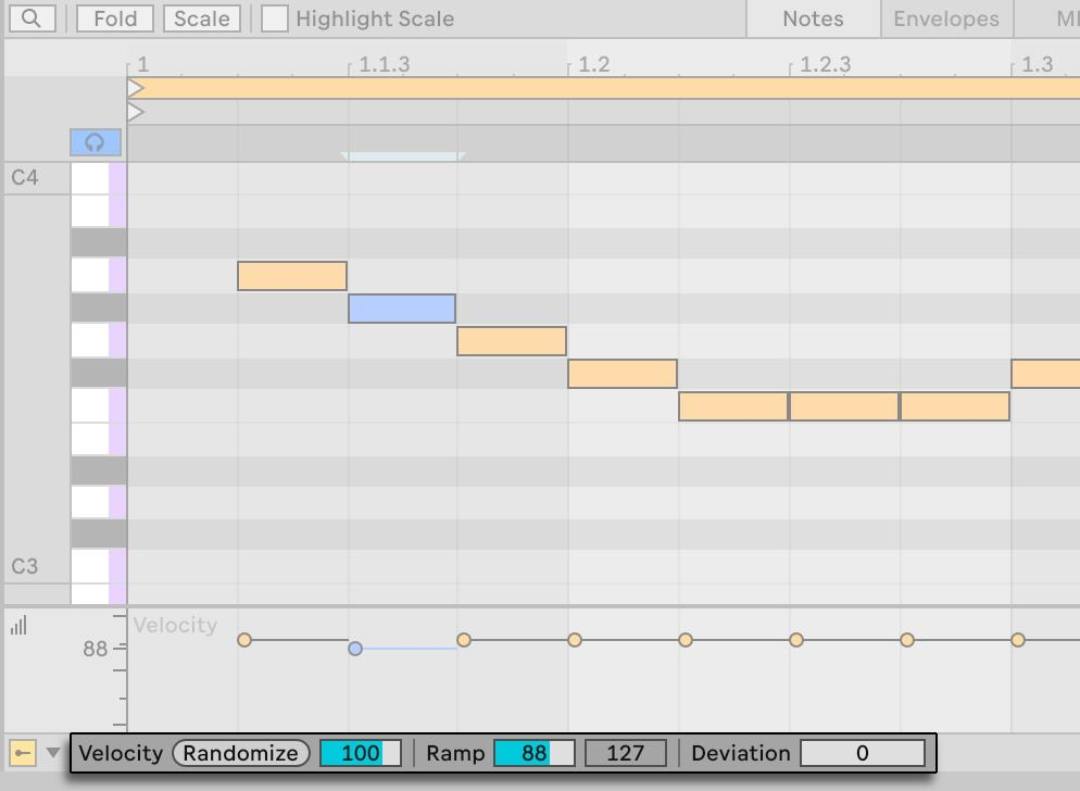 Fold Scale Highlight Scale Notes Envelopes
1 1.1.3 1.2 1.2.3 1.3
C4
C3
Velocity
88
Velocity Randomize 100 Ramp 88 127 Deviation 0